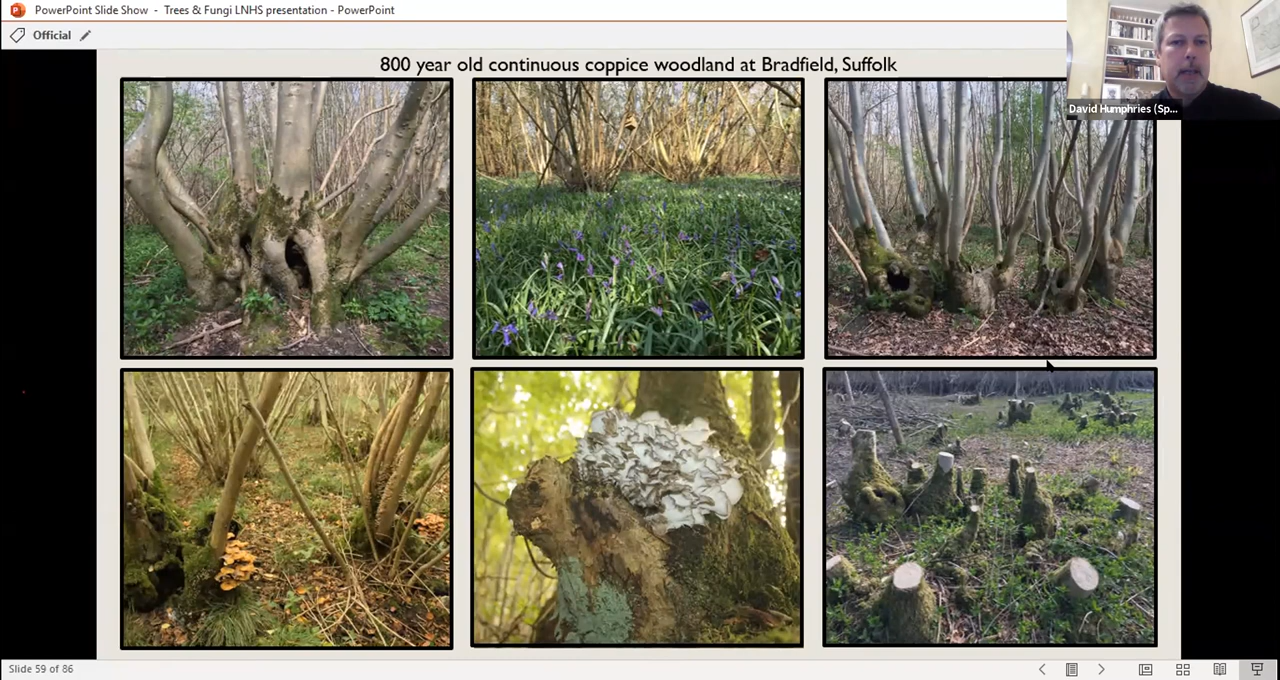 PowerPoint Slide Show - Trees & Fungi LNHS presentation - PowerPoint
Official
800 year old continuous coppice woodland at Bradfield, Suffolk
David Humphries (Sp...
Slide 59 of 86